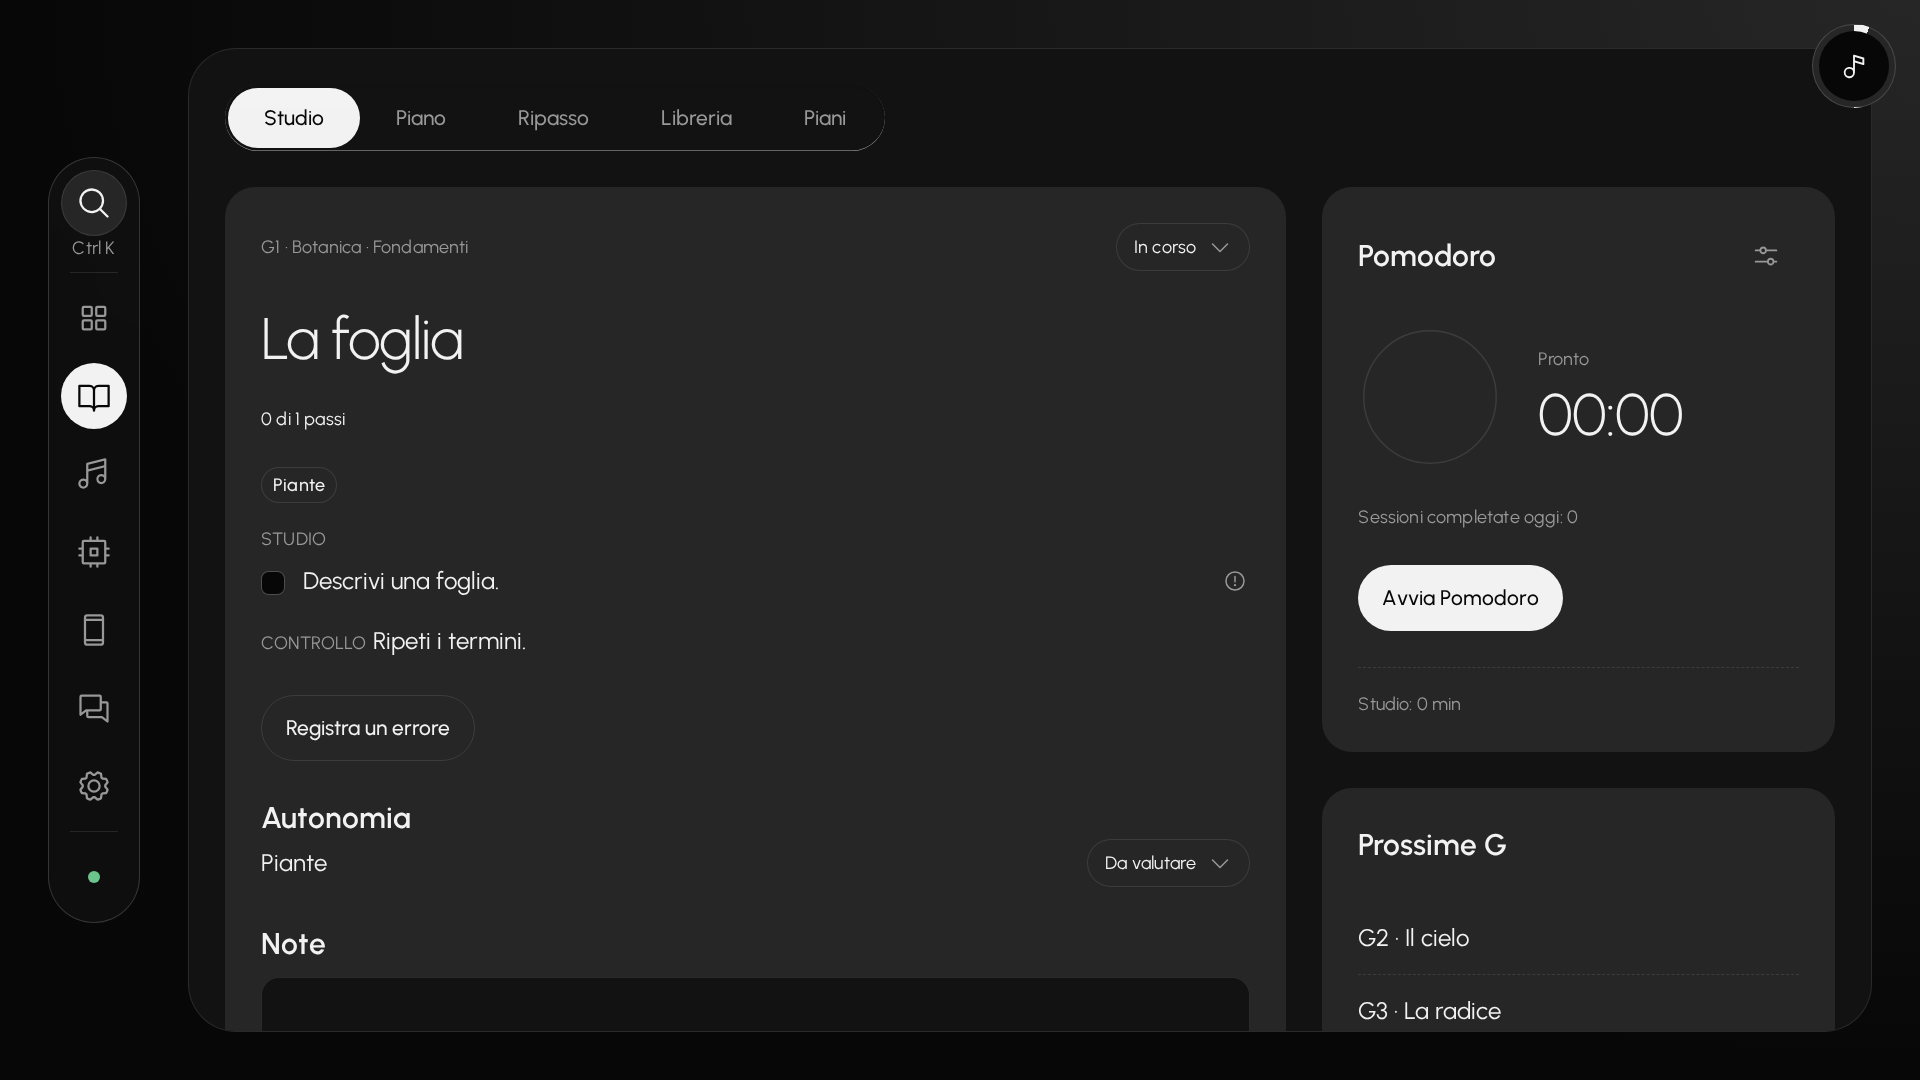 Studio
Piano
Ripasso
Libreria
Piani
Ctrl K
G1 · Botanica · Fondamenti
In corso
La foglia
0 di 1 passi
Piante
STUDIO
Descrivi una foglia.
CONTROLLO Ripeti i termini.
Registra un errore
Autonomia
Piante
Da valutare
Note
Pomodoro
Pronto
00:00
Sessioni completate oggi: 0
Avvia Pomodoro
Studio: 0 min
Prossime G
G2 · Il cielo
G3 · La radice